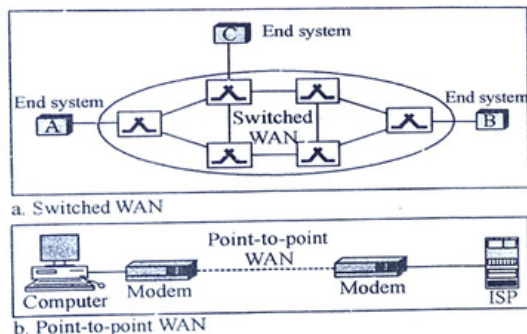 C End system
End system
End system
A
Switched
WAN
B
a. Switched WAN
Point-to-point
WAN
Computer
Modem
Modem
ISP
b. Point-to-point WAN